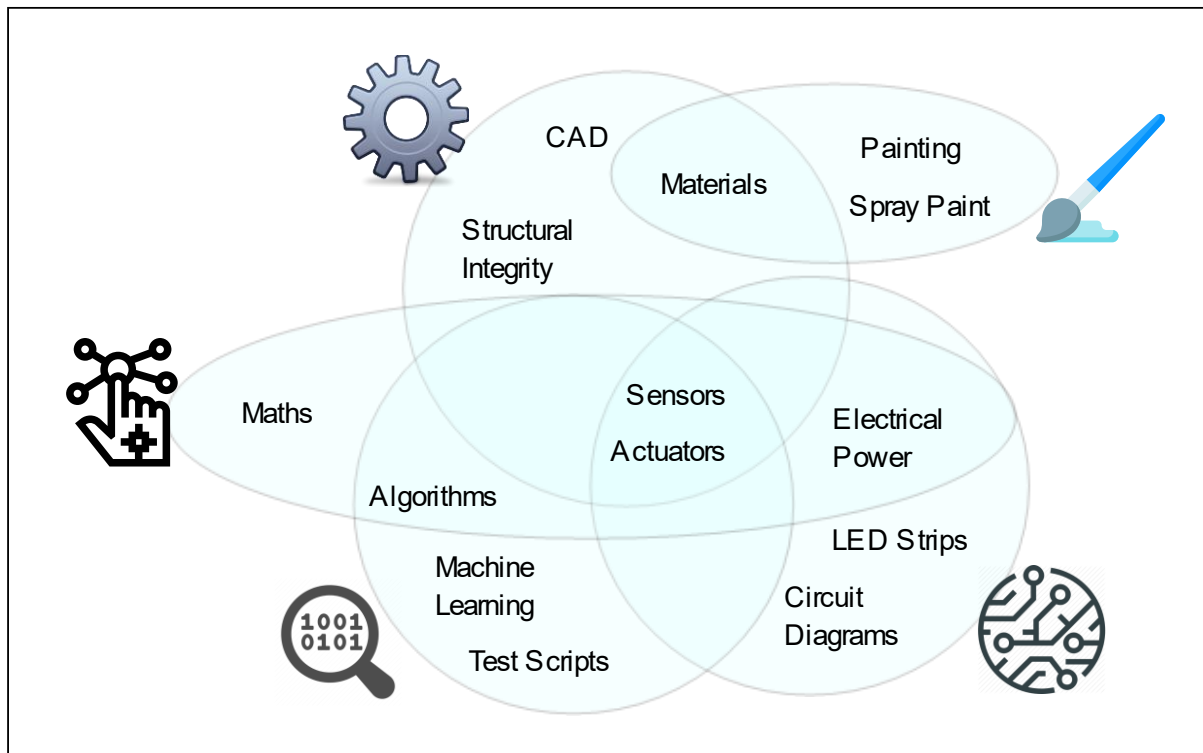 CAD
Painting
Materials
Spray Paint
Structural
Integrity
Sensors
Maths
Electrical
Power
Actuators
Algorithms
LED Strips
Machine
Learning
Circuit
Diagrams
1001
0101
Test Scripts